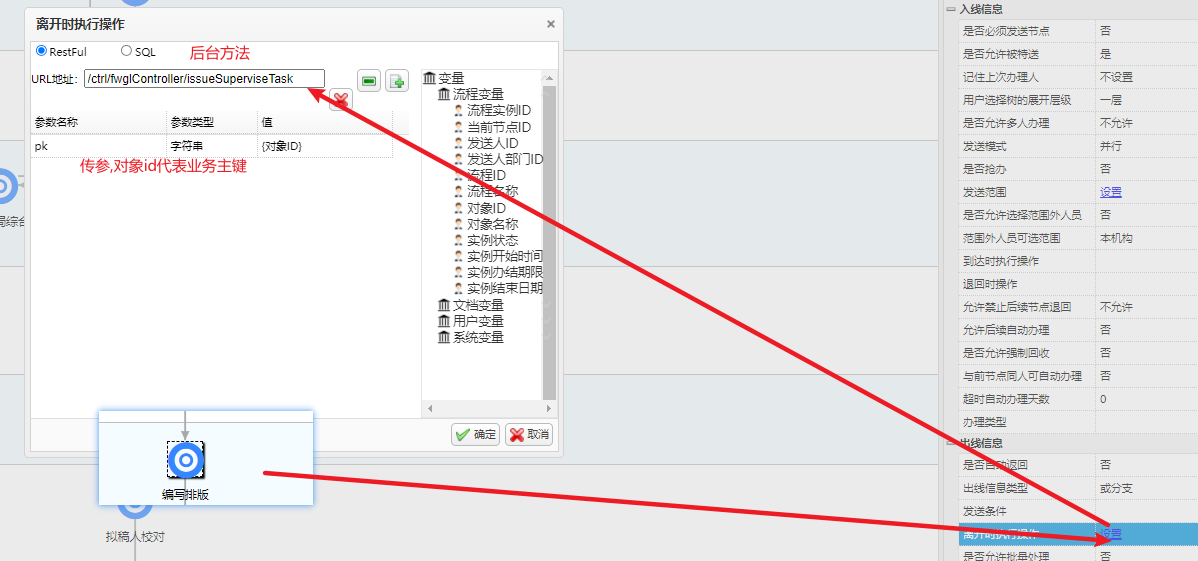 离开时执行操作
RestFul
SQL
后台方法
URL地址:
/ctrl/fwglController/issueSuperviseTask
参数名称 参数类型 值
pk 字符串 {对象ID}
传参,对象id代表业务主键
变量
流程变量
流程实例ID
当前节点ID
发送人ID
发送人部门ID
流程ID
流程名称
对象ID
对象名称
实例状态
实例开始时间
实例办结期限
实例结束日期
文档变量
用户变量
系统变量
确定
取消
局综合
编写排版
拟稿人校对
入线信息
是否必须发送节点 否
是否允许被特送 是
记住上次办理人 不设置
用户选择树的展开层级 一层
是否允许多人办理 不允许
发送模式 并行
是否抢办 否
发送范围 设置
是否允许选择范围外人员 否
范围外人员可选范围 本机构
到达时执行操作
退回时操作
允许禁止后续节点退回 不允许
允许后续自动办理 否
是否允许强制回收 否
与前节点同人可自动办理 否
超时自动办理天数 0
办理类型
出线信息
是否自动返回 否
出线信息类型 或分支
发送条件
离开时执行操作 设置
是否允许批量处理 否